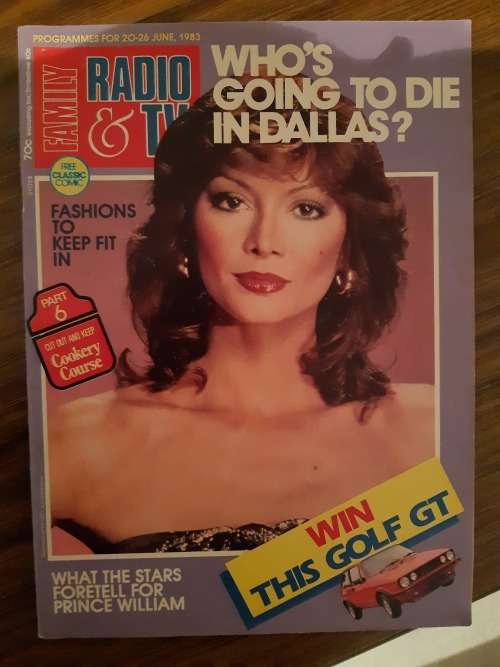 PROGRAMMES FOR 20-26 JUNE, 1983
70c
FAMILY
RADIO
& TV
WHO'S
GOING TO DIE
IN DALLAS?
FREE
CLASSIC
COMIC
FASHIONS
TO
KEEP FIT
IN
PART
6
CUT OUT AND KEEP
Cookery
Course
WIN
THIS GOLF GT
WHAT THE STARS
FORETELL FOR
PRINCE WILLIAM